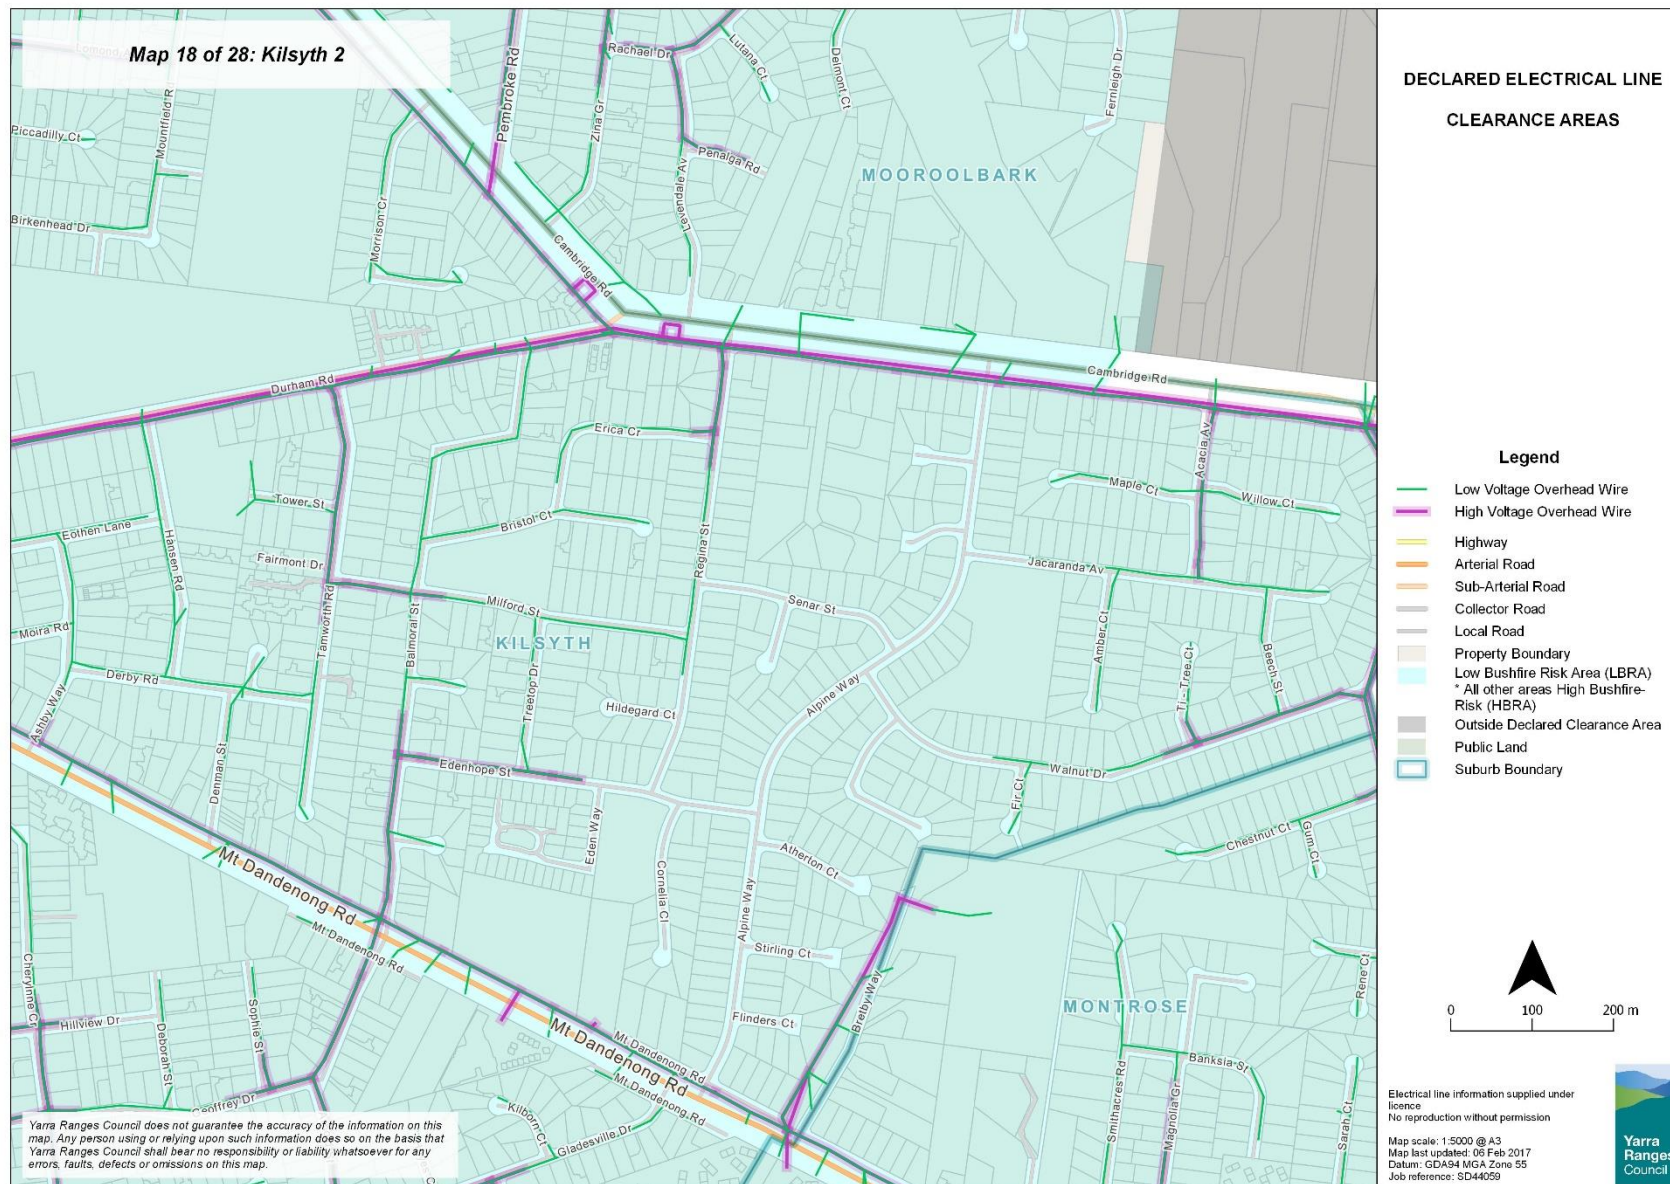 Map 18 of 28: Kilsyth 2
DECLARED ELECTRICAL LINE
CLEARANCE AREAS
Pembroke Rd
Rachael Dr
Lutana Ct
Delmont Ct
Fernleigh Dr
Zina Gr
Piccadilly Ct
Mountfield Rd
Penalga Rd
MOOROOLBARK
Levendale Av
Morrison Cr
Birkenhead Dr
Cambridge Rd
Cambridge Rd
Durham Rd
Erica Cr
Acacia Av
Maple Ct
Willow Ct
Tower St
Bristol Ct
Eothen Lane
Hansen Rd
Regina St
Fairmont Dr
Jacaranda Av
Tamworth Rd
Milford St
Senar St
Balmoral St
Moira Rd
KILSYTH
Amber Ct
Beech St
Ti - Tree Ct
Derby Rd
Treetop Dr
Alpine Way
Ashby Way
Hildegard Ct
Denman St
Edenhope St
Walnut Dr
Fir Ct
Eden Way
Chestnut Ct
Gum Ct
Atherton Ct
Cornelia Cl
Mt Dandenong Rd
Mt Dandenong Rd
Alpine Way
Stirling Ct
Cherylnne Cr
Rene Ct
Bretby Way
MONTROSE
Hillview Dr
Deborah St
Sophie St
Flinders Ct
Mt Dandenong Rd
Mt Dandenong Rd
Mt Dandenong Rd
Banksia St
Smithacres Rd
Magnolia Gr
Sarah Ct
Geoffrey Dr
Kilborn Ct
Gladesville Dr
Yarra Ranges Council does not guarantee the accuracy of the information on this
map. Any person using or relying upon such information does so on the basis that
Yarra Ranges Council shall bear no responsibility or liability whatsoever for any
errors, faults, defects or omissions on this map.
Legend
Low Voltage Overhead Wire
High Voltage Overhead Wire
Highway
Arterial Road
Sub-Arterial Road
Collector Road
Local Road
Property Boundary
Low Bushfire Risk Area (LBRA)
* All other areas High Bushfire-
Risk (HBRA)
Outside Declared Clearance Area
Public Land
Suburb Boundary
0 100 200 m
Electrical line information supplied under
licence
No reproduction without permission
Map scale: 1:5000 @ A3
Map last updated: 06 Feb 2017
Datum: GDA94 MGA Zone 55
Job reference: SD44059
Yarra
Ranges
Council